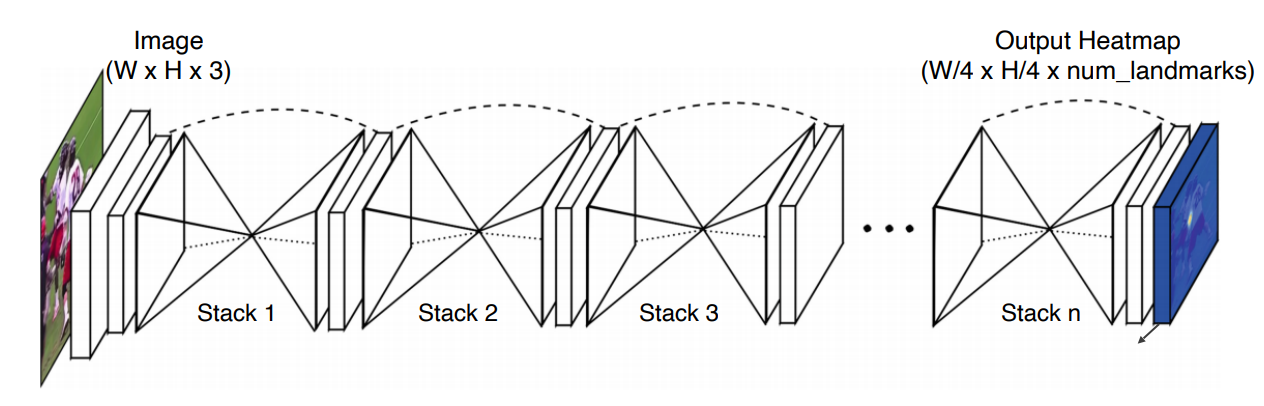 Image
(W x H x 3)
Output Heatmap
(W/4 x H/4 x num_landmarks)
Stack 1
Stack 2
Stack 3
Stack n